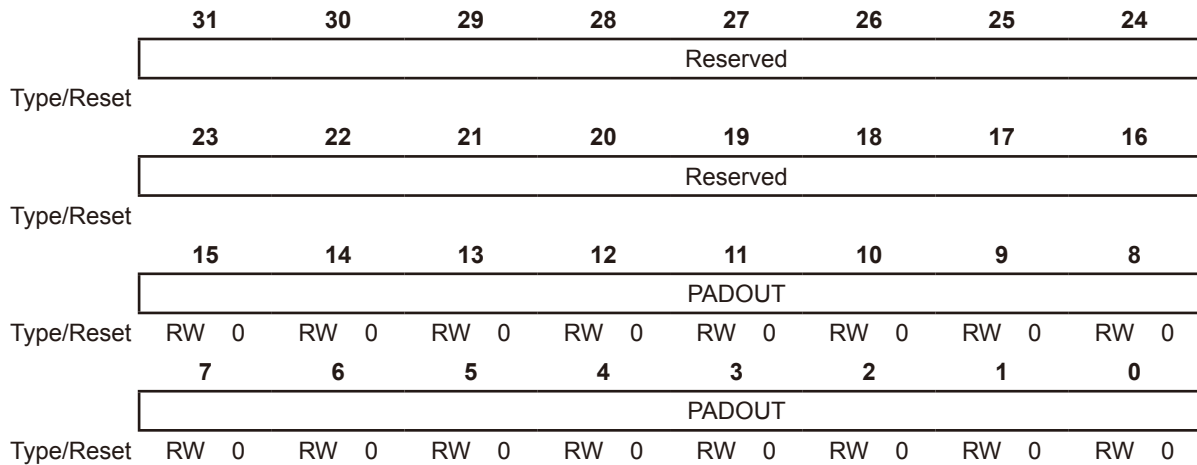 31 30 29 28 27 26 25 24
Reserved
Type/Reset
23 22 21 20 19 18 17 16
Reserved
Type/Reset
15 14 13 12 11 10 9 8
PADOUT
Type/Reset RW 0 RW 0 RW 0 RW 0 RW 0 RW 0 RW 0 RW 0
7 6 5 4 3 2 1 0
PADOUT
Type/Reset RW 0 RW 0 RW 0 RW 0 RW 0 RW 0 RW 0 RW 0